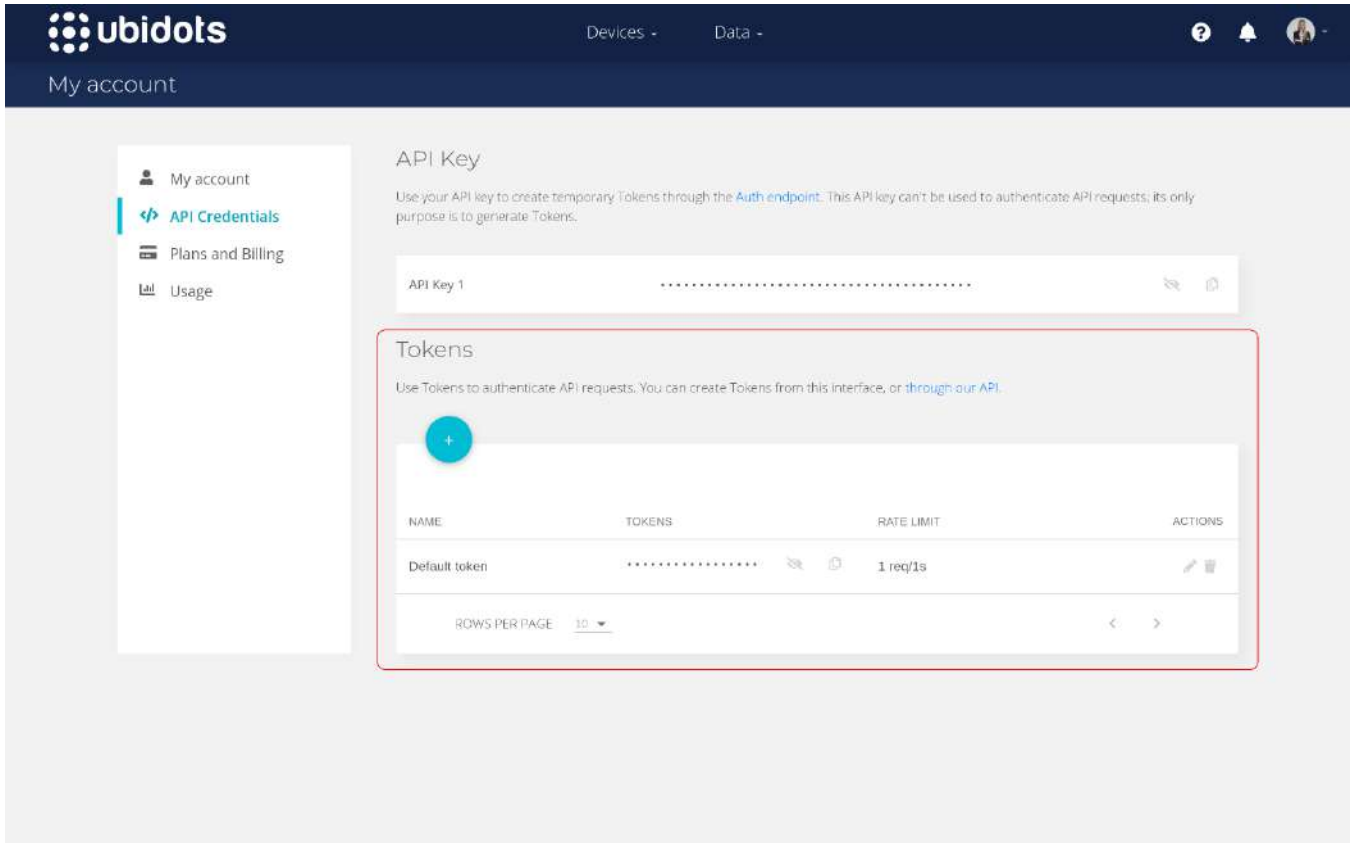 ubidots
Devices
Data
My account
My account
API Credentials
Plans and Billing
Usage
API Key
Use your API key to create temporary Tokens through the Auth endpoint. This API key can't be used to authenticate API requests; its only
purpose is to generate Tokens.
API Key 1
Tokens
Use Tokens to authenticate API requests. You can create Tokens from this interface, or through our API.
+
NAME TOKENS RATE LIMIT ACTIONS
Default token 1 req/1s
ROWS PER PAGE 10